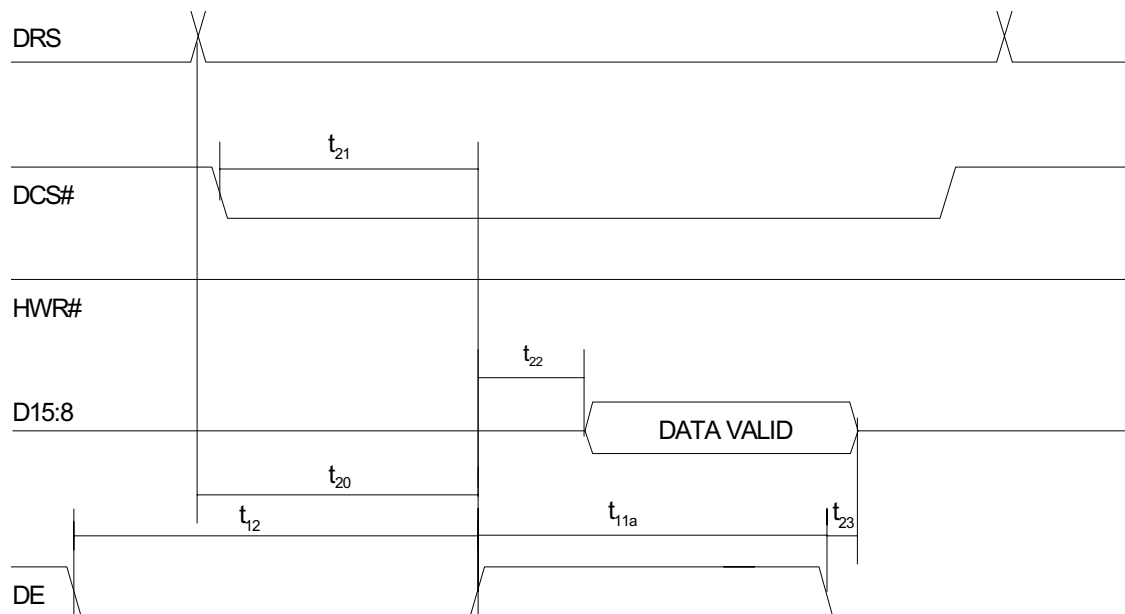 DRS
t21
DCS#
HWR#
t22
D15:8
DATA VALID
t20
t12
t11a
t23
DE